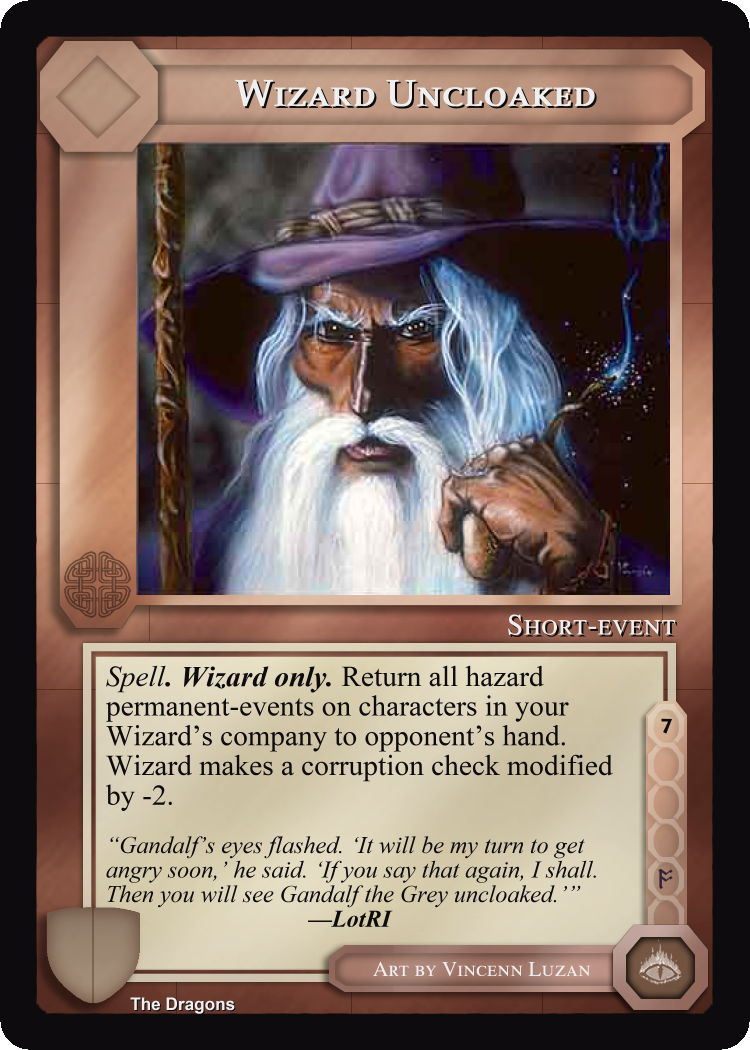 Wizard Uncloaked
Short-event
Spell. Wizard only. Return all hazard
permanent-events on characters in your
Wizard's company to opponent's hand.
Wizard makes a corruption check modified
by -2.
7
“Gandalf's eyes flashed. ‘It will be my turn to get
angry soon,’ he said. ‘If you say that again, I shall.
Then you will see Gandalf the Grey uncloaked.’”
—LotRI
Art by Vincenn Luzan
The Dragons